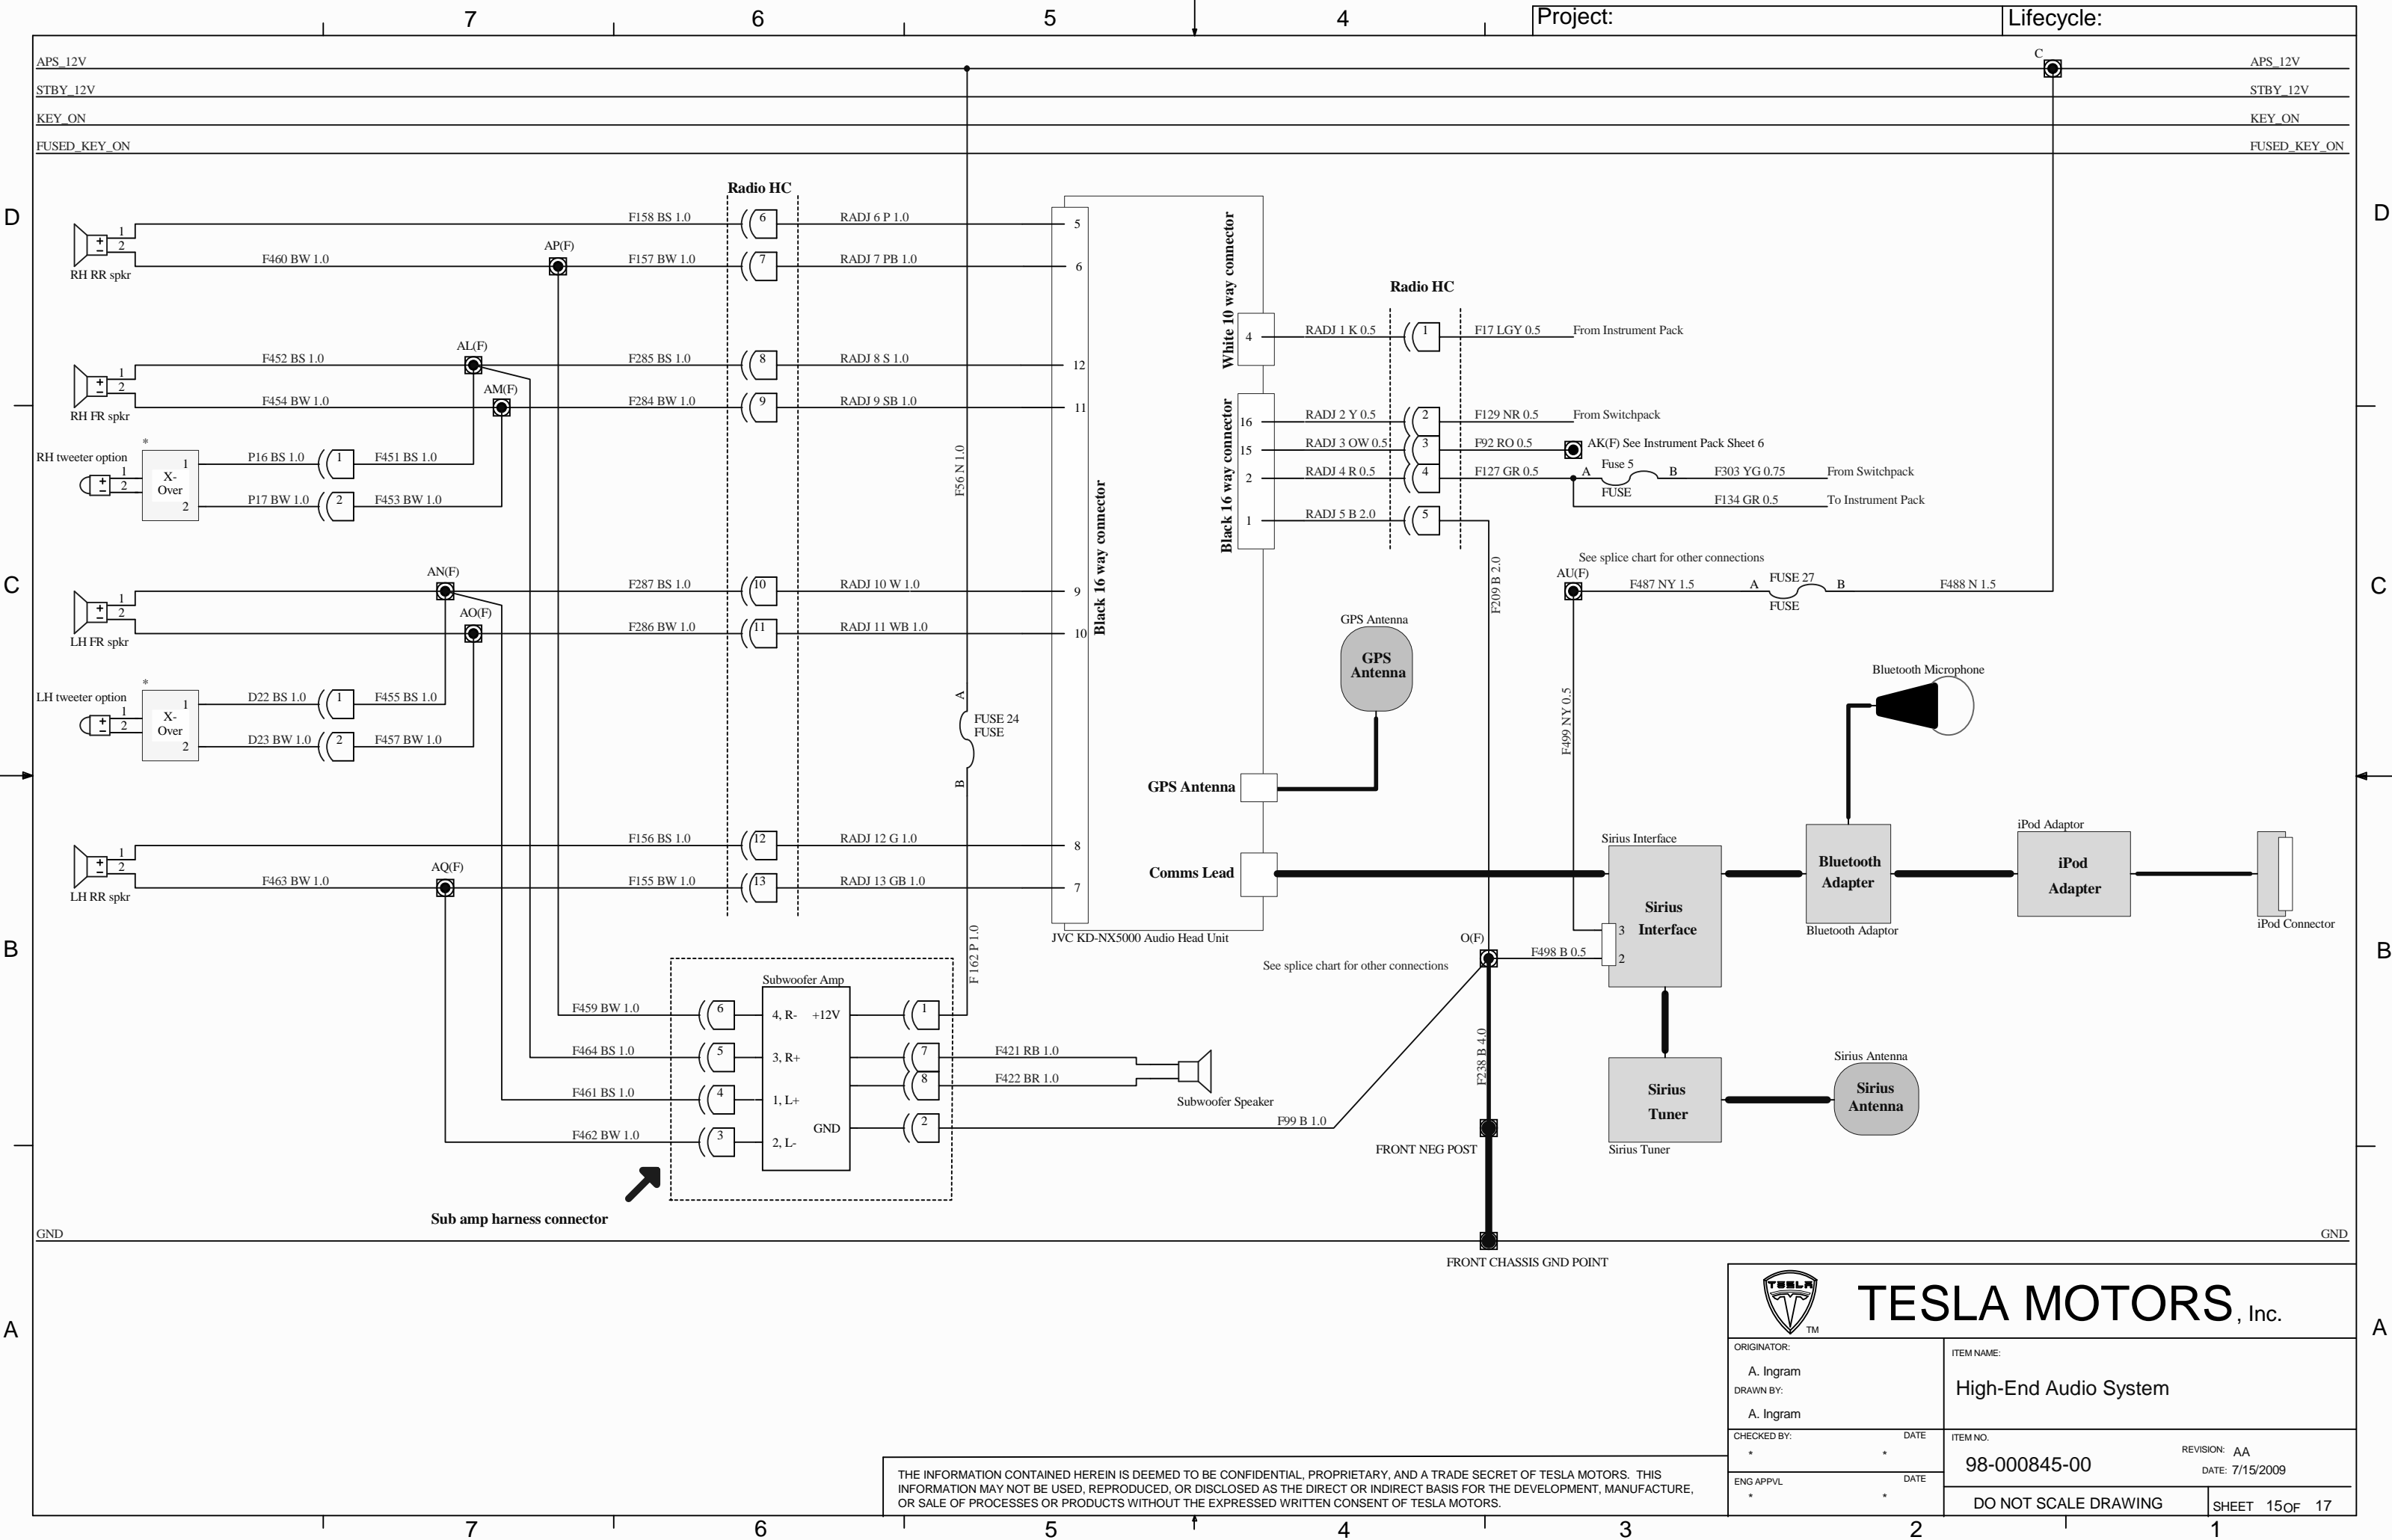 7 6 5 4
Project:
Lifecycle:
APS_12V
C
APS_12V
STBY_12V
STBY_12V
KEY_ON
KEY_ON
FUSED_KEY_ON
FUSED_KEY_ON
D
D
Radio HC
1
2
+
−
RH RR spkr
F158 BS 1.0
6
RADJ 6 P 1.0
5
F460 BW 1.0
AP(F)
F157 BW 1.0
7
RADJ 7 PB 1.0
6
1
2
+
−
RH FR spkr
F452 BS 1.0
AL(F)
F285 BS 1.0
8
RADJ 8 S 1.0
12
F454 BW 1.0
AM(F)
F284 BW 1.0
9
RADJ 9 SB 1.0
11
*
RH tweeter option
1
2
+
−
X-
Over
1
2
P16 BS 1.0
1
F451 BS 1.0
P17 BW 1.0
2
F453 BW 1.0
F56 N 1.0
C
C
1
2
+
−
LH FR spkr
AN(F)
F287 BS 1.0
10
RADJ 10 W 1.0
9
AO(F)
F286 BW 1.0
11
RADJ 11 WB 1.0
10
*
LH tweeter option
1
2
+
−
X-
Over
1
2
D22 BS 1.0
1
F455 BS 1.0
D23 BW 1.0
2
F457 BW 1.0
A
FUSE 24
FUSE
B
1
2
+
−
LH RR spkr
F156 BS 1.0
12
RADJ 12 G 1.0
8
F463 BW 1.0
AQ(F)
F155 BW 1.0
13
RADJ 13 GB 1.0
7
Black 16 way connector
JVC KD-NX5000 Audio Head Unit
White 10 way connector
Radio HC
4
RADJ 1 K 0.5
1
F17 LGY 0.5
From Instrument Pack
Black 16 way connector
16
RADJ 2 Y 0.5
2
F129 NR 0.5
From Switchpack
15
RADJ 3 OW 0.5
3
F92 RO 0.5
AK(F) See Instrument Pack Sheet 6
2
RADJ 4 R 0.5
4
F127 GR 0.5
A
Fuse 5
FUSE
B
F303 YG 0.75
From Switchpack
F134 GR 0.5
To Instrument Pack
1
RADJ 5 B 2.0
5
F209 B 2.0
See splice chart for other connections
AU(F)
F487 NY 1.5
A
FUSE 27
FUSE
B
F488 N 1.5
F499 NY 0.5
GPS Antenna
GPS
Antenna
GPS Antenna
Comms Lead
Bluetooth Microphone
Sirius Interface
Sirius
Interface
3
2
Bluetooth
Adapter
Bluetooth Adaptor
iPod Adaptor
iPod
Adapter
iPod Connector
B
B
F162 P 1.0
See splice chart for other connections
O(F)
F498 B 0.5
Subwoofer Amp
F459 BW 1.0
6
4, R-
+12V
1
F464 BS 1.0
5
3, R+
7
F421 RB 1.0
8
F422 BR 1.0
Subwoofer Speaker
F461 BS 1.0
4
1, L+
GND
2
F99 B 1.0
F462 BW 1.0
3
2, L-
Sub amp harness connector
F238 B 4.0
FRONT NEG POST
Sirius
Tuner
Sirius Tuner
Sirius Antenna
Sirius
Antenna
GND
GND
FRONT CHASSIS GND POINT
A
A
TESLA
TM
TESLA MOTORS, Inc.
ORIGINATOR:
A. Ingram
DRAWN BY:
A. Ingram
ITEM NAME:
High-End Audio System
CHECKED BY: DATE
* *
ENG APPVL DATE
* *
ITEM NO.
98-000845-00
REVISION: AA
DATE: 7/15/2009
DO NOT SCALE DRAWING
SHEET 15 OF 17
THE INFORMATION CONTAINED HEREIN IS DEEMED TO BE CONFIDENTIAL, PROPRIETARY, AND A TRADE SECRET OF TESLA MOTORS. THIS
INFORMATION MAY NOT BE USED, REPRODUCED, OR DISCLOSED AS THE DIRECT OR INDIRECT BASIS FOR THE DEVELOPMENT, MANUFACTURE,
OR SALE OF PROCESSES OR PRODUCTS WITHOUT THE EXPRESSED WRITTEN CONSENT OF TESLA MOTORS.
7 6 5 4 3 2 1